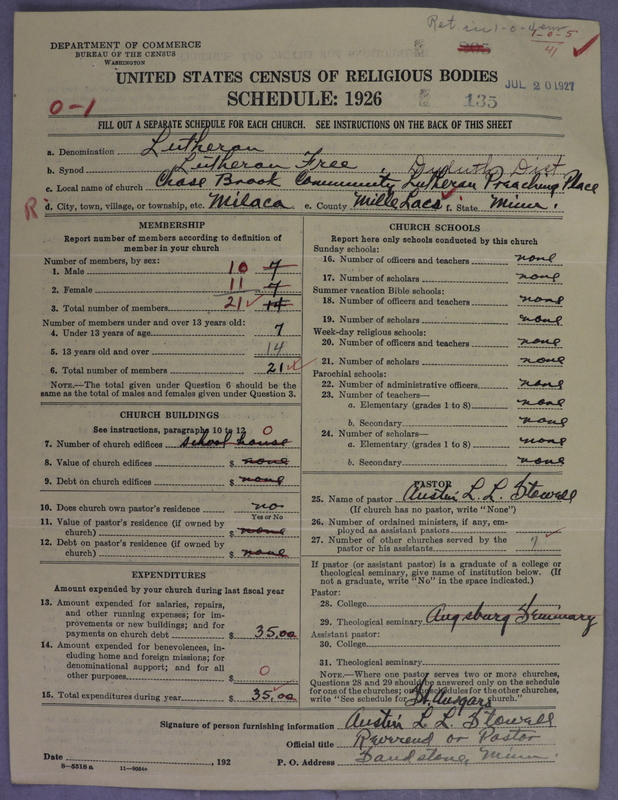 Ret. in 1-0-4
1-0-5
41
DEPARTMENT OF COMMERCE
BUREAU OF THE CENSUS
WASHINGTON
UNITED STATES CENSUS OF RELIGIOUS BODIES
JUL 20 1927
0-1
SCHEDULE: 1926
135
FILL OUT A SEPARATE SCHEDULE FOR EACH CHURCH. SEE INSTRUCTIONS ON THE BACK OF THIS SHEET
a. Denomination Lutheran
b. Synod Lutheran Free, Duluth Dist.
c. Local name of church Chase Brook Community Lutheran Preaching Place
R d. City, town, village, or township, etc. Milaca e. County Mille Lacs f. State Minn.
MEMBERSHIP
Report number of members according to definition of member in your church
Number of members, by sex:
1. Male 10 7
2. Female 11 7
3. Total number of members 21 14
Number of members under and over 13 years old:
4. Under 13 years of age 7
5. 13 years old and over 14
6. Total number of members 21
NOTE.—The total given under Question 6 should be the same as the total of males and females given under Question 3.
CHURCH BUILDINGS
See instructions, paragraphs 10 to 12
7. Number of church edifices school house 0
8. Value of church edifices $ none
9. Debt on church edifices $ none
10. Does church own pastor's residence no
Yes or No
11. Value of pastor's residence (if owned by church) $ none
12. Debt on pastor's residence (if owned by church) $ none
EXPENDITURES
Amount expended by your church during last fiscal year
13. Amount expended for salaries, repairs, and other running expenses; for improvements or new buildings; and for payments on church debt $ 35.00
14. Amount expended for benevolences, including home and foreign missions; for denominational support; and for all other purposes $ 0
15. Total expenditures during year $ 35.00
CHURCH SCHOOLS
Report here only schools conducted by this church
Sunday schools:
16. Number of officers and teachers none
17. Number of scholars none
Summer vacation Bible schools:
18. Number of officers and teachers none
19. Number of scholars none
Week-day religious schools:
20. Number of officers and teachers none
21. Number of scholars none
Parochial schools:
22. Number of administrative officers none
23. Number of teachers—
a. Elementary (grades 1 to 8) none
b. Secondary none
24. Number of scholars—
a. Elementary (grades 1 to 8) none
b. Secondary none
PASTOR
25. Name of pastor Austin L. L. Stowell
(If church has no pastor, write "None")
26. Number of ordained ministers, if any, employed as assistant pastors
27. Number of other churches served by the pastor or his assistants 7
If pastor (or assistant pastor) is a graduate of a college or theological seminary, give name of institution below. (If not a graduate, write "No" in the space indicated.)
Pastor:
28. College
29. Theological seminary Augsburg Seminary
Assistant pastor:
30. College
31. Theological seminary
NOTE.—Where one pastor serves two or more churches, Questions 28 and 29 should be answered only on the schedule for one of the churches; on the schedules for the other churches, write "See schedule for St. Ansgars church."
Signature of person furnishing information Austin L. L. Stowell
Official title Reverend or Pastor
Date , 192 P. O. Address Sandstone, Minn.
8-5518 a 11-9054